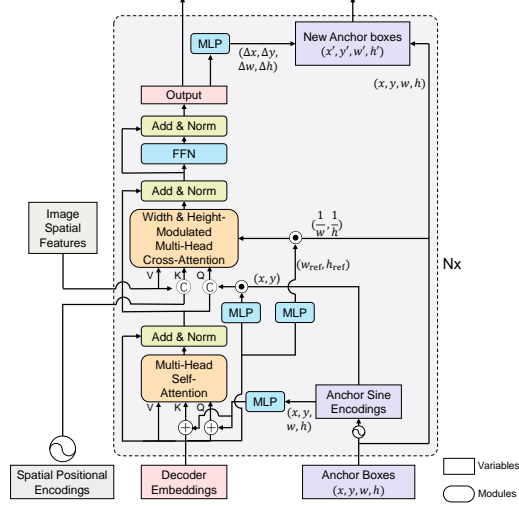 MLP
(Δx, Δy,
Δw, Δh)
New Anchor boxes
(x′, y′, w′, h′)
(x, y, w, h)
Output
Add & Norm
FFN
Add & Norm
Image
Spatial
Features
Width & Height-
Modulated
Multi-Head
Cross-Attention
(1/w, 1/h)
Nx
(w_ref, h_ref)
V
K
Q
C
C
(x, y)
MLP
MLP
Add & Norm
Multi-Head
Self-
Attention
V
K
Q
MLP
(x, y,
w, h)
Anchor Sine
Encodings
Spatial Positional
Encodings
Decoder
Embeddings
Anchor Boxes
(x, y, w, h)
Variables
Modules